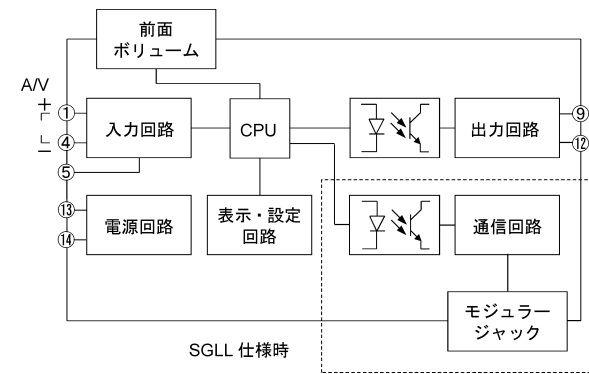 前面
ボリューム
A/V
+
①
④
−
⑤
⑬
⑭
入力回路
CPU
出力回路
⑨
⑫
電源回路
表示・設定
回路
通信回路
モジュラー
ジャック
SGLL 仕様時